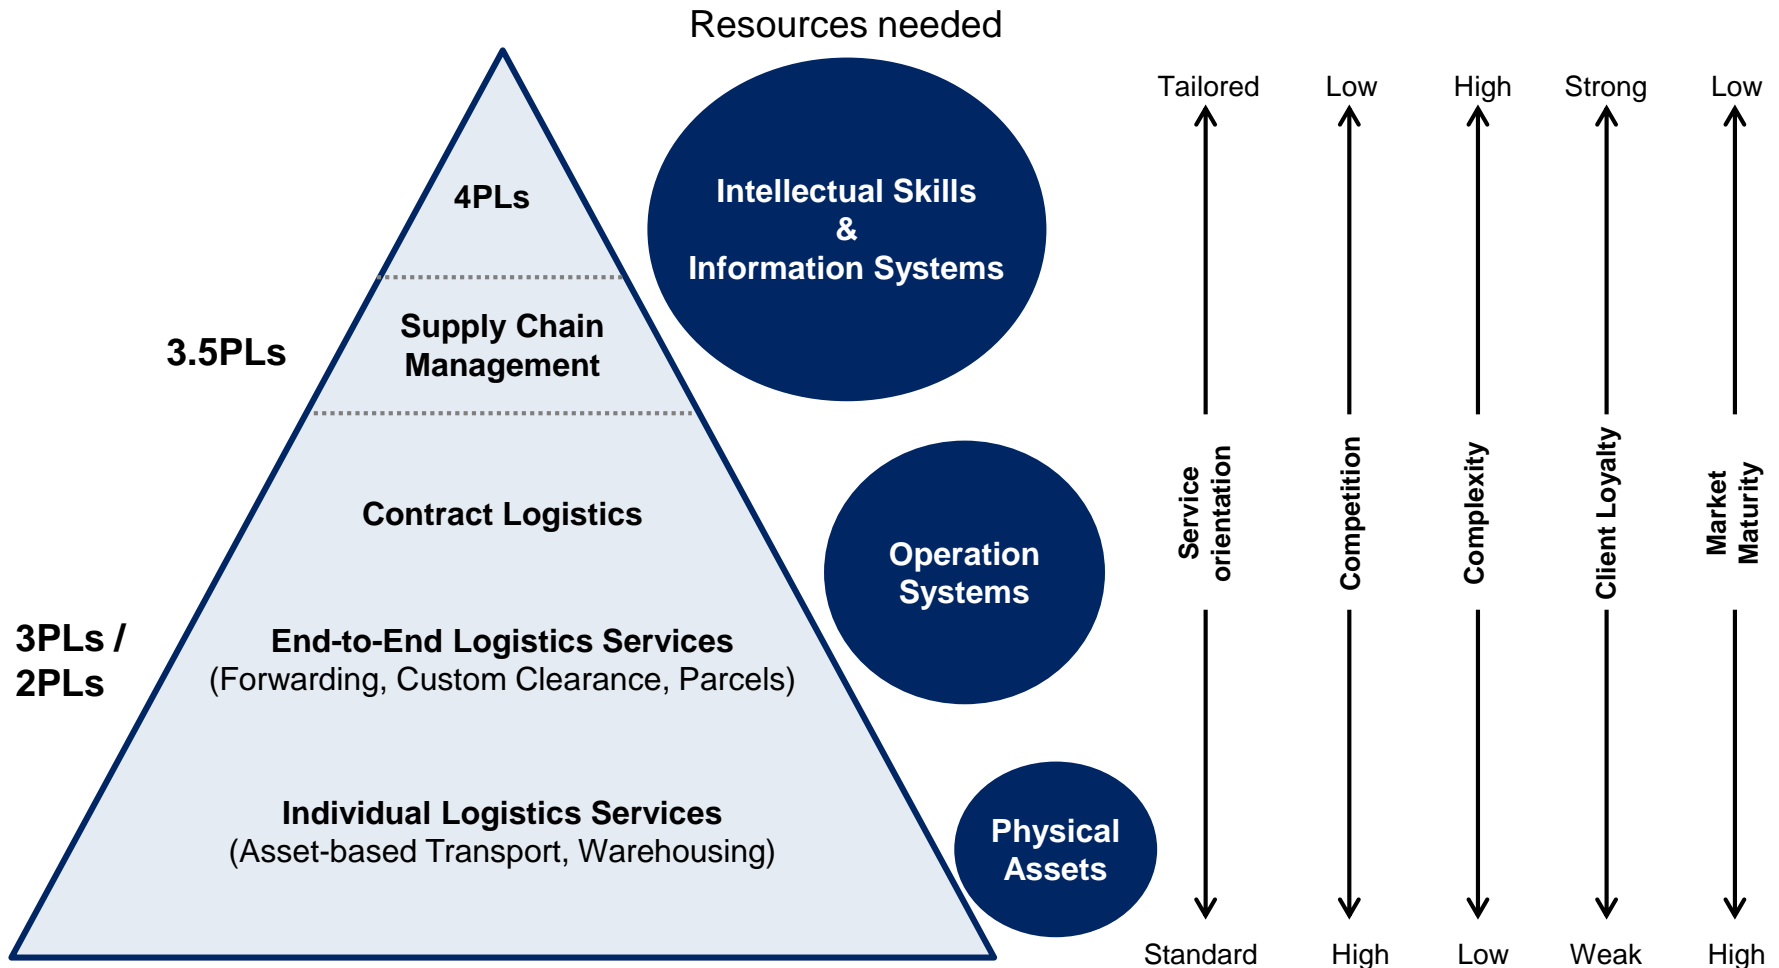 Resources needed
Tailored
Low
High
Strong
Low
4PLs
Intellectual Skills
&
Information Systems
3.5PLs
Supply Chain
Management
Contract Logistics
Operation
Systems
Service
orientation
Competition
Complexity
Client Loyalty
Market
Maturity
3PLs /
2PLs
End-to-End Logistics Services
(Forwarding, Custom Clearance, Parcels)
Individual Logistics Services
(Asset-based Transport, Warehousing)
Physical
Assets
Standard
High
Low
Weak
High